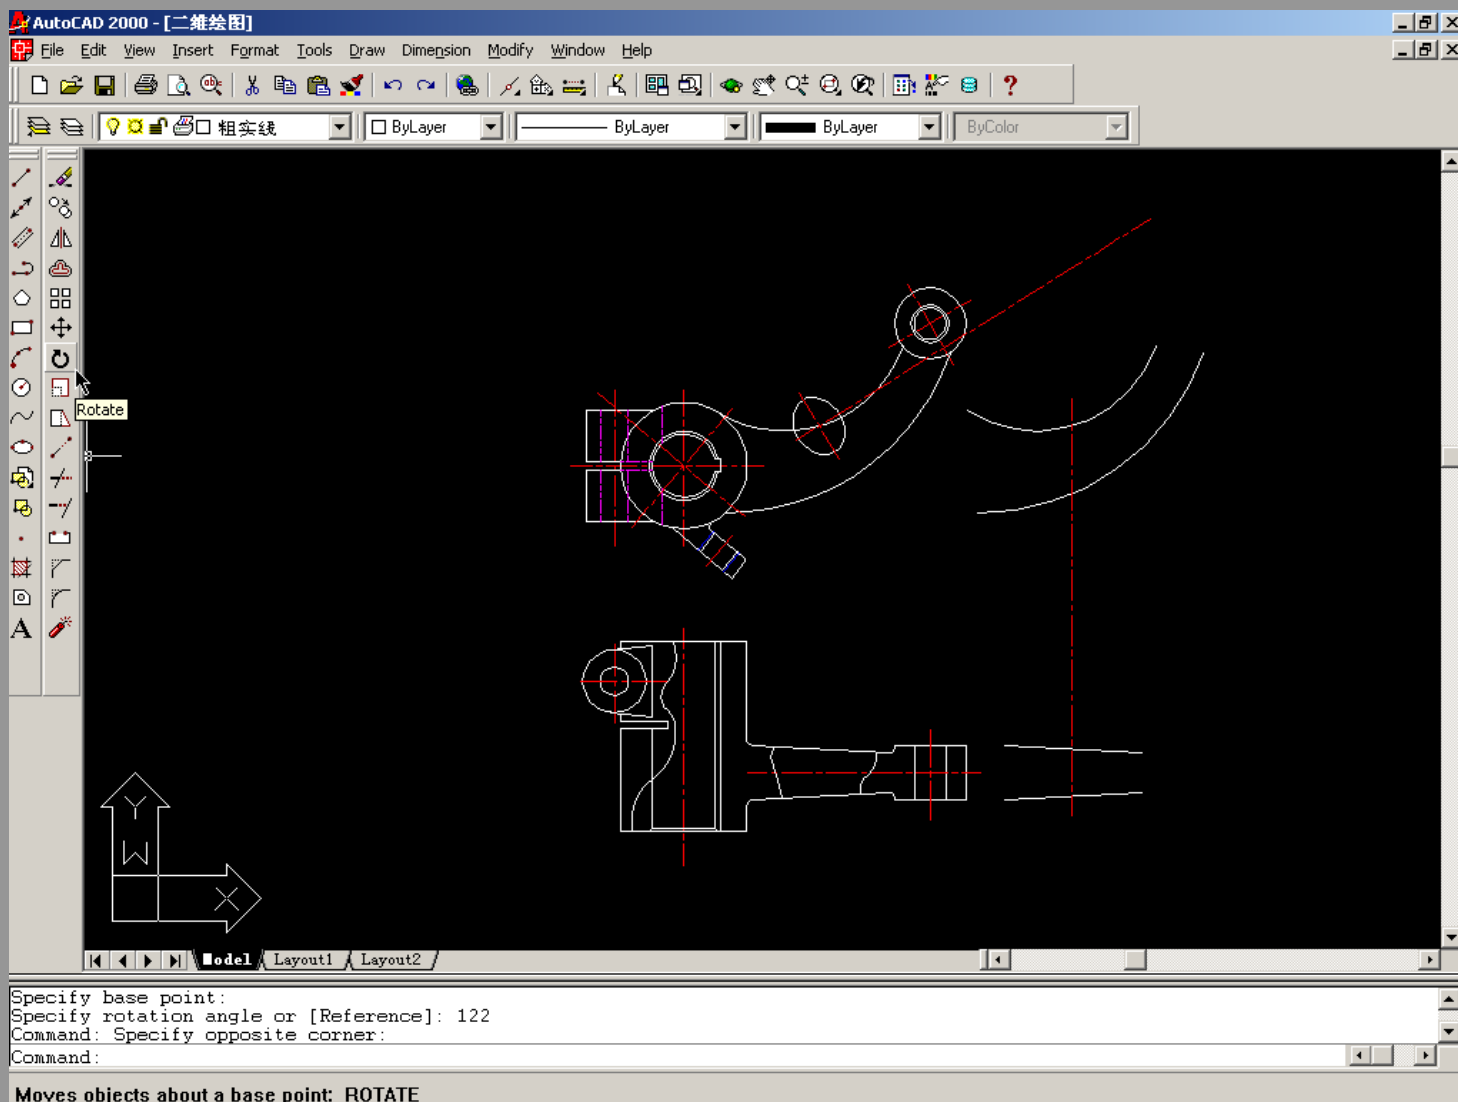 AutoCAD 2000 - [二维绘图]
File Edit View Insert Format Tools Draw Dimension Modify Window Help
粗实线 ByLayer ByLayer ByLayer ByColor
Rotate
Y
W
X
Model Layout1 Layout2
Specify base point:
Specify rotation angle or [Reference]: 122
Command: Specify opposite corner:
Command:
Moves objects about a base point: ROTATE